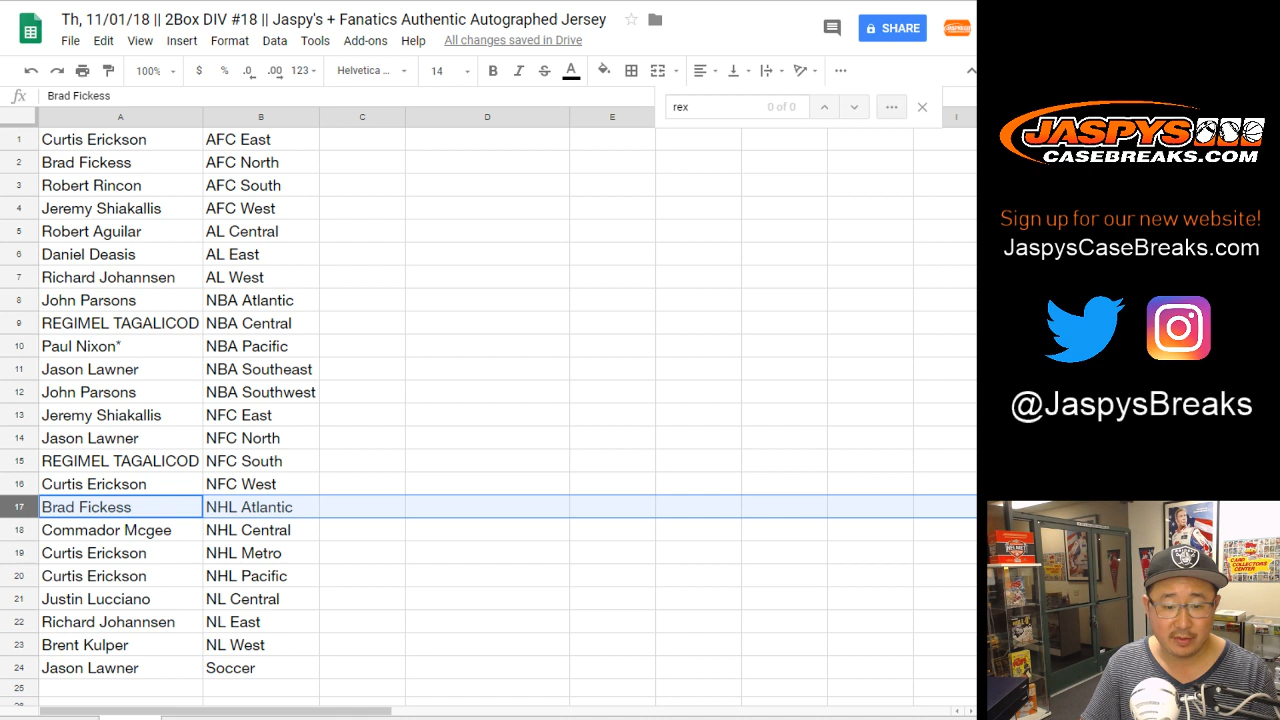 Th, 11/01/18 || 2Box DIV #18 || Jaspy's + Fanatics Authentic Autographed Jersey
File Edit View Insert Format Data Tools Add-ons Help All changes saved in Drive
SHARE
100% $ % .0 .00 123 Helvetica ... 14 B I S A
fx Brad Fickess
rex 0 of 0
A B C D E I
1 Curtis Erickson AFC East
2 Brad Fickess AFC North
3 Robert Rincon AFC South
4 Jeremy Shiakallis AFC West
5 Robert Aguilar AL Central
6 Daniel Deasis AL East
7 Richard Johannsen AL West
8 John Parsons NBA Atlantic
9 REGIMEL TAGALICOD NBA Central
10 Paul Nixon* NBA Pacific
11 Jason Lawner NBA Southeast
12 John Parsons NBA Southwest
13 Jeremy Shiakallis NFC East
14 Jason Lawner NFC North
15 REGIMEL TAGALICOD NFC South
16 Curtis Erickson NFC West
17 Brad Fickess NHL Atlantic
18 Commador Mcgee NHL Central
19 Curtis Erickson NHL Metro
20 Curtis Erickson NHL Pacific
21 Justin Lucciano NL Central
22 Richard Johannsen NL East
23 Brent Kulper NL West
24 Jason Lawner Soccer
25
JASPYS
CASEBREAKS.COM
Sign up for our new website!
JaspysCaseBreaks.com
@JaspysBreaks
HELMET
CARD
COLLECTORS
CENTER